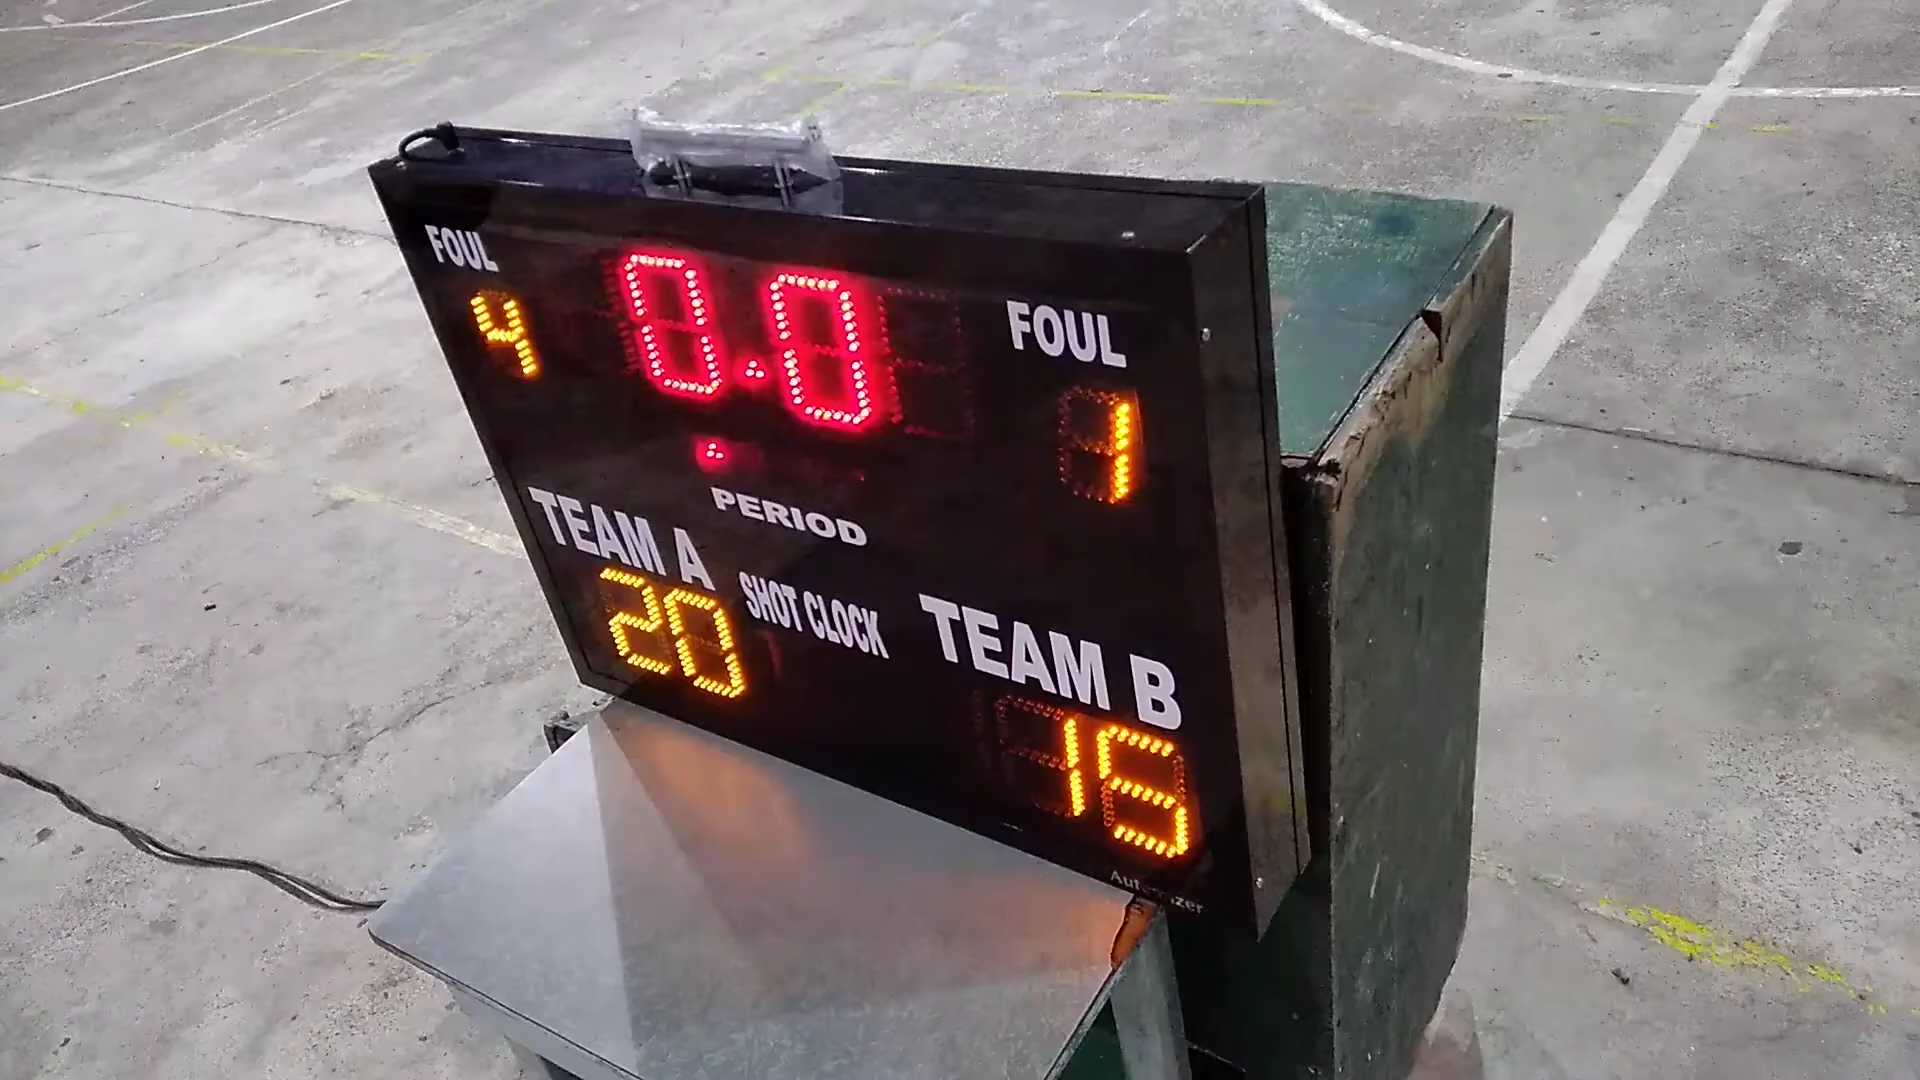 FOUL
4
0.0
FOUL
1
PERIOD
TEAM A
20
SHOT CLOCK
TEAM B
15